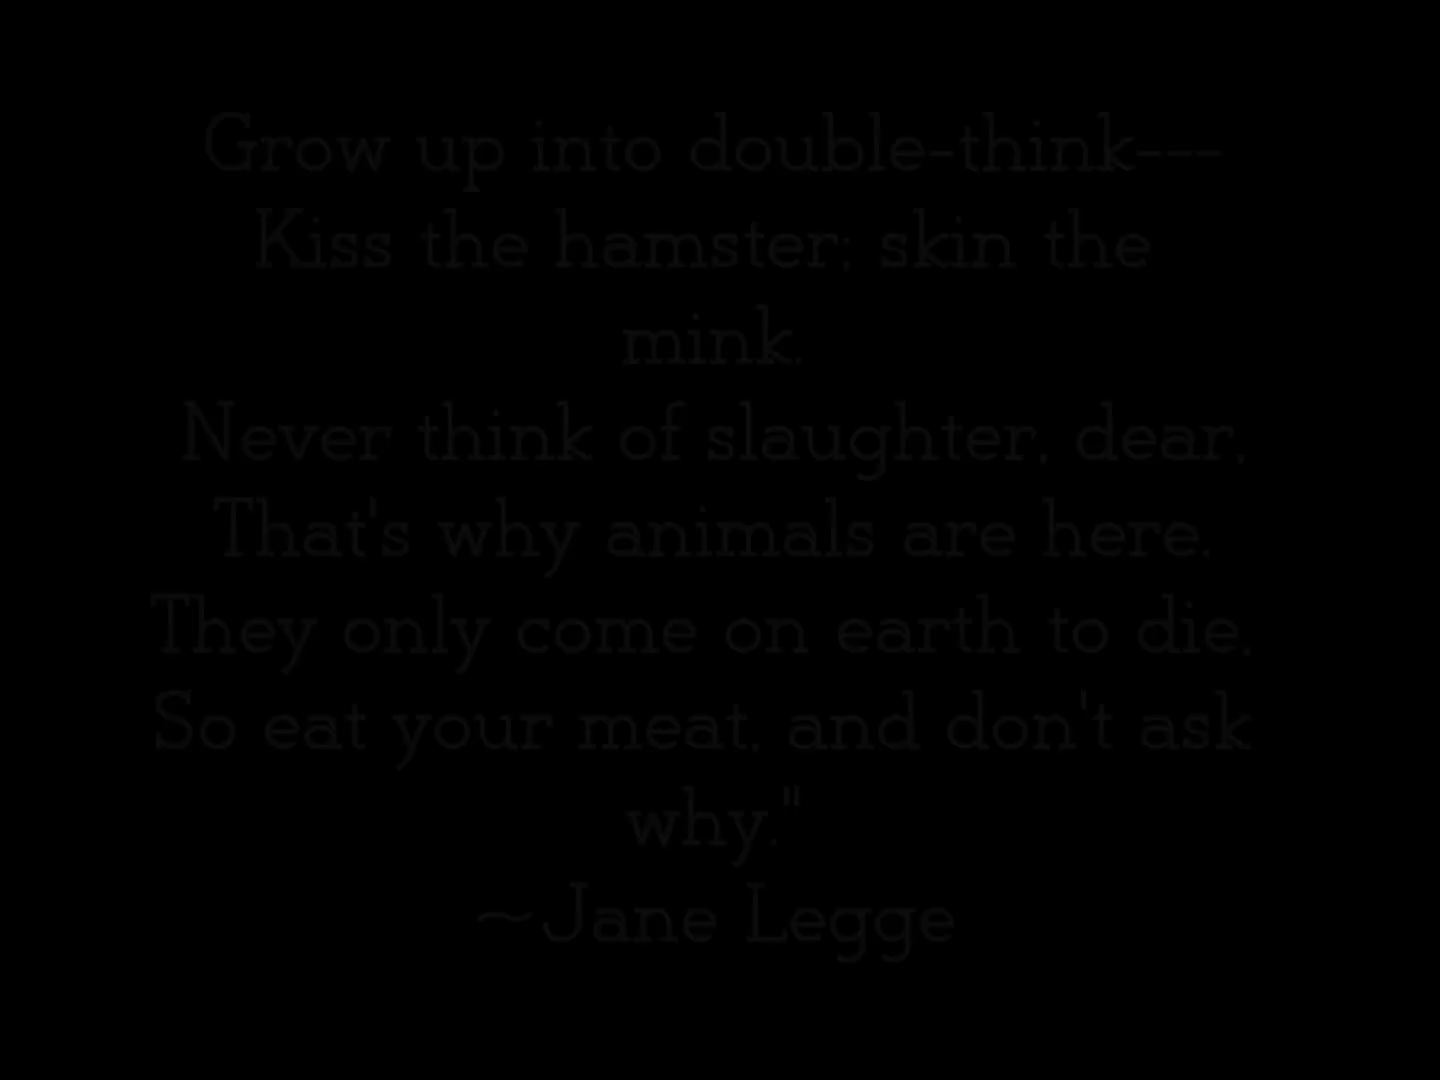 Grow up into double-think---
Kiss the hamster; skin the
mink.
Never think of slaughter, dear,
That's why animals are here.
They only come on earth to die,
So eat your meat, and don't ask
why."
~Jane Legge